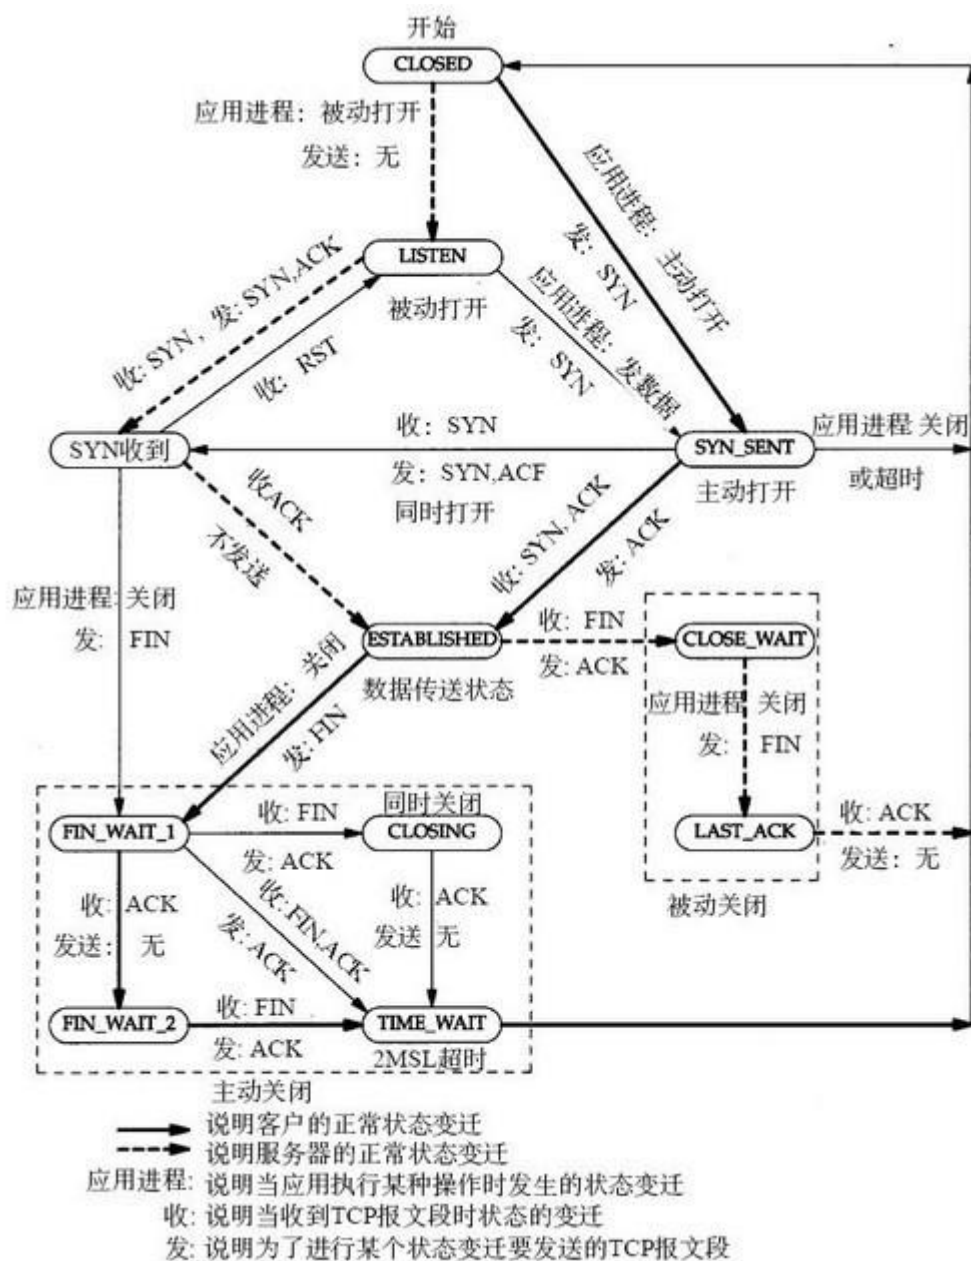 开始
CLOSED
应用进程：被动打开
发送：无
应用进程：主动打开
发：SYN
LISTEN
被动打开
收: SYN，发: SYN,ACK
收：RST
应用进程：发数据
发：SYN
SYN收到
收：SYN
发：SYN,ACF
同时打开
SYN_SENT
主动打开
应用进程: 关闭
或超时
收ACK
不发送
收: SYN, ACK
发: ACK
应用进程: 关闭
发: FIN
ESTABLISHED
数据传送状态
收: FIN
发: ACK
CLOSE_WAIT
应用进程 关闭
发: FIN
应用进程：关闭
发: FIN
LAST_ACK
收: ACK
发送：无
被动关闭
FIN_WAIT_1
收: FIN
发: ACK
同时关闭
CLOSING
收: ACK
发送： 无
收: FIN,ACK
发: ACK
收: ACK
发送 无
FIN_WAIT_2
收: FIN
发: ACK
TIME_WAIT
2MSL超时
主动关闭
说明客户的正常状态变迁
说明服务器的正常状态变迁
应用进程: 说明当应用执行某种操作时发生的状态变迁
收: 说明当收到TCP报文段时状态的变迁
发: 说明为了进行某个状态变迁要发送的TCP报文段